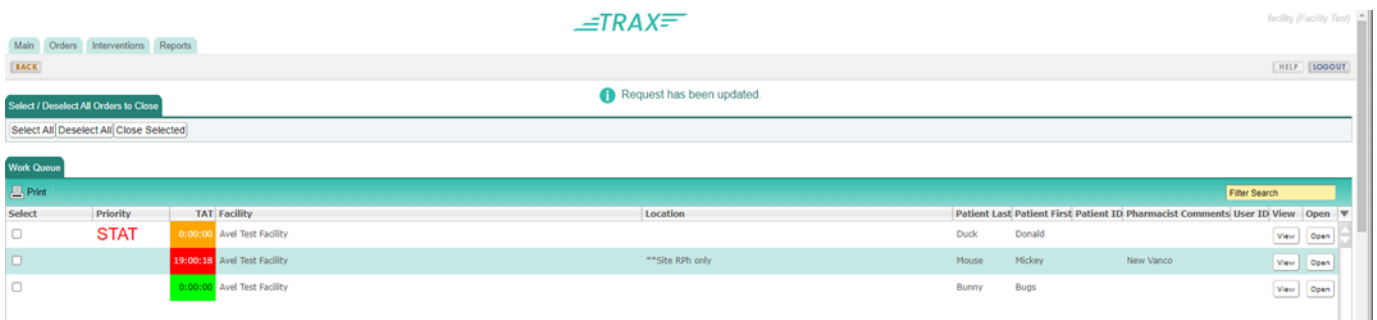 TRAX
facility (Facility Test)
Main Orders Interventions Reports
BACK
HELP LOGOUT
Request has been updated.
Select / Deselect All Orders to Close
Select All Deselect All Close Selected
Work Queue
Print
Filter Search
Select Priority TAT Facility Location Patient Last Patient First Patient ID Pharmacist Comments User ID View Open
STAT 0:00:00 Avel Test Facility Duck Donald View Open
19:00:18 Avel Test Facility **Site RPh only Mouse Mickey New Vanco View Open
0:00:00 Avel Test Facility Bunny Bugs View Open